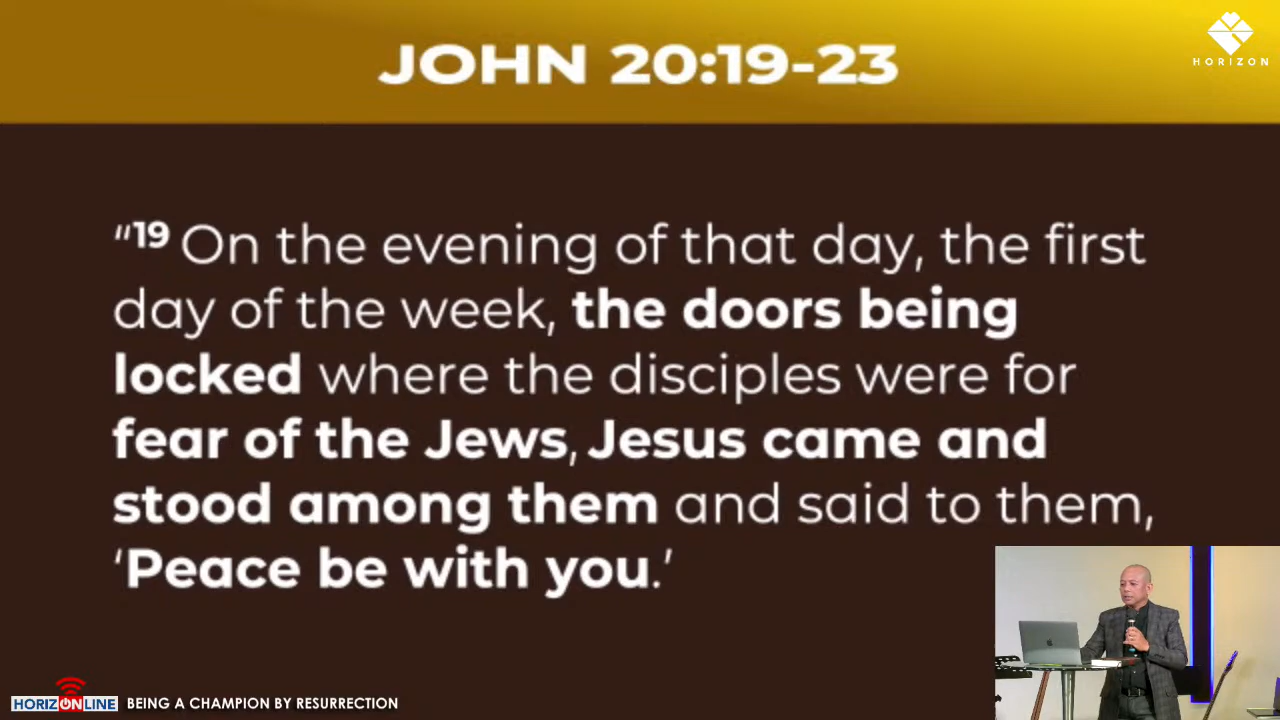 JOHN 20:19-23
HORIZON
“19 On the evening of that day, the first
day of the week, the doors being
locked where the disciples were for
fear of the Jews, Jesus came and
stood among them and said to them,
‘Peace be with you.’
HORIZONLINE BEING A CHAMPION BY RESURRECTION